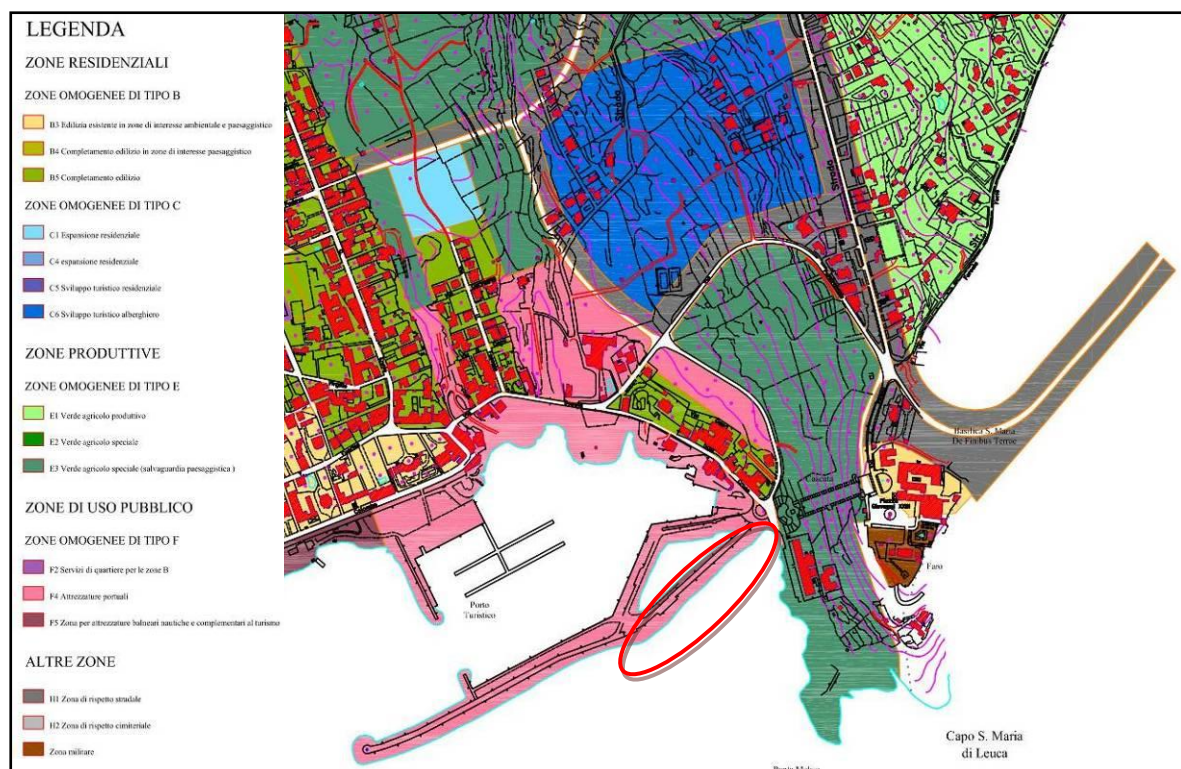 LEGENDA
ZONE RESIDENZIALI
ZONE OMOGENEE DI TIPO B
B3 Edilizia esistente in zone di interesse ambientale e paesaggistico
B4 Completamento edilizio in zone di interesse paesaggistico
B5 Completamento edilizio
ZONE OMOGENEE DI TIPO C
C1 Espansione residenziale
C4 espansione residenziale
C5 Sviluppo turistico residenziale
C6 Sviluppo turistico alberghiero
ZONE PRODUTTIVE
ZONE OMOGENEE DI TIPO E
E1 Verde agricolo produttivo
E2 Verde agricolo speciale
E3 Verde agricolo speciale (salvaguardia paesaggistica )
ZONE DI USO PUBBLICO
ZONE OMOGENEE DI TIPO F
F2 Servizi di quartiere per le zone B
F4 Attrezzature portuali
F5 Zona per attrezzature balneari nautiche e complementari al turismo
ALTRE ZONE
H1 Zona di rispetto stradale
H2 Zona di rispetto cimiteriale
Zona militare
Strada
Basilica S. Maria
De Finibus Terrae
Cascata
Piazza
Giovanni XXIII
Faro
Porto
Turistico
Capo S. Maria
di Leuca